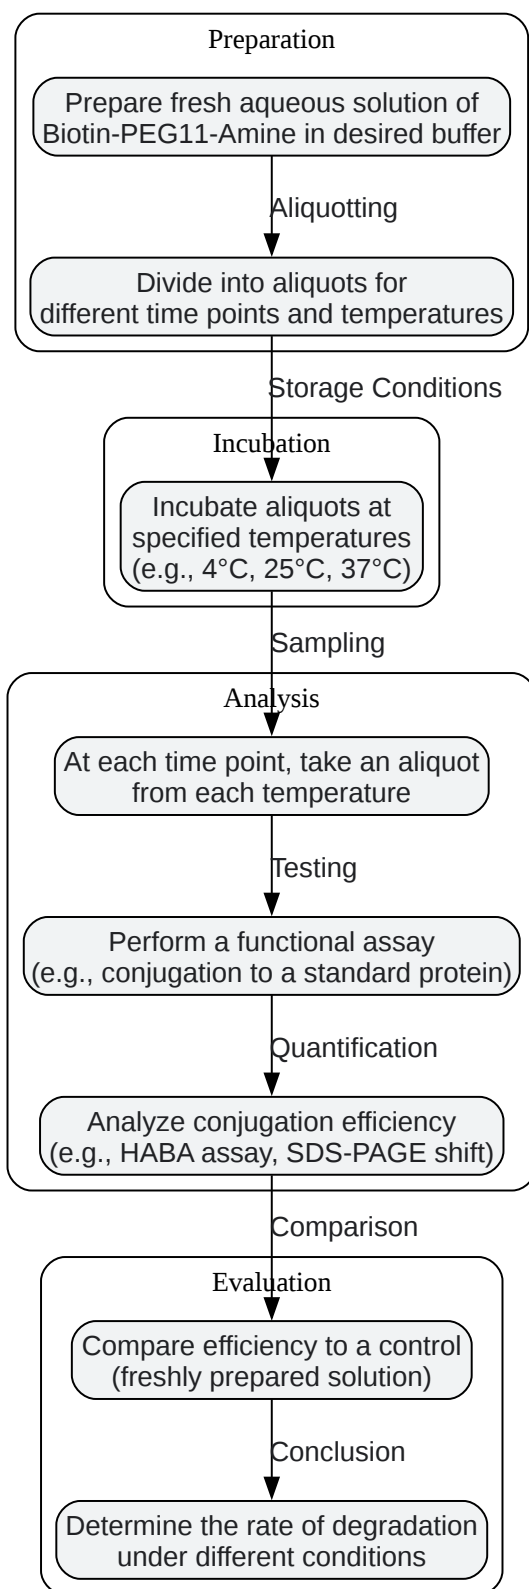 Preparation
Prepare fresh aqueous solution of
Biotin-PEG11-Amine in desired buffer
Aliquotting
Divide into aliquots for
different time points and temperatures
Storage Conditions
Incubation
Incubate aliquots at
specified temperatures
(e.g., 4°C, 25°C, 37°C)
Sampling
Analysis
At each time point, take an aliquot
from each temperature
Testing
Perform a functional assay
(e.g., conjugation to a standard protein)
Quantification
Analyze conjugation efficiency
(e.g., HABA assay, SDS-PAGE shift)
Comparison
Evaluation
Compare efficiency to a control
(freshly prepared solution)
Conclusion
Determine the rate of degradation
under different conditions